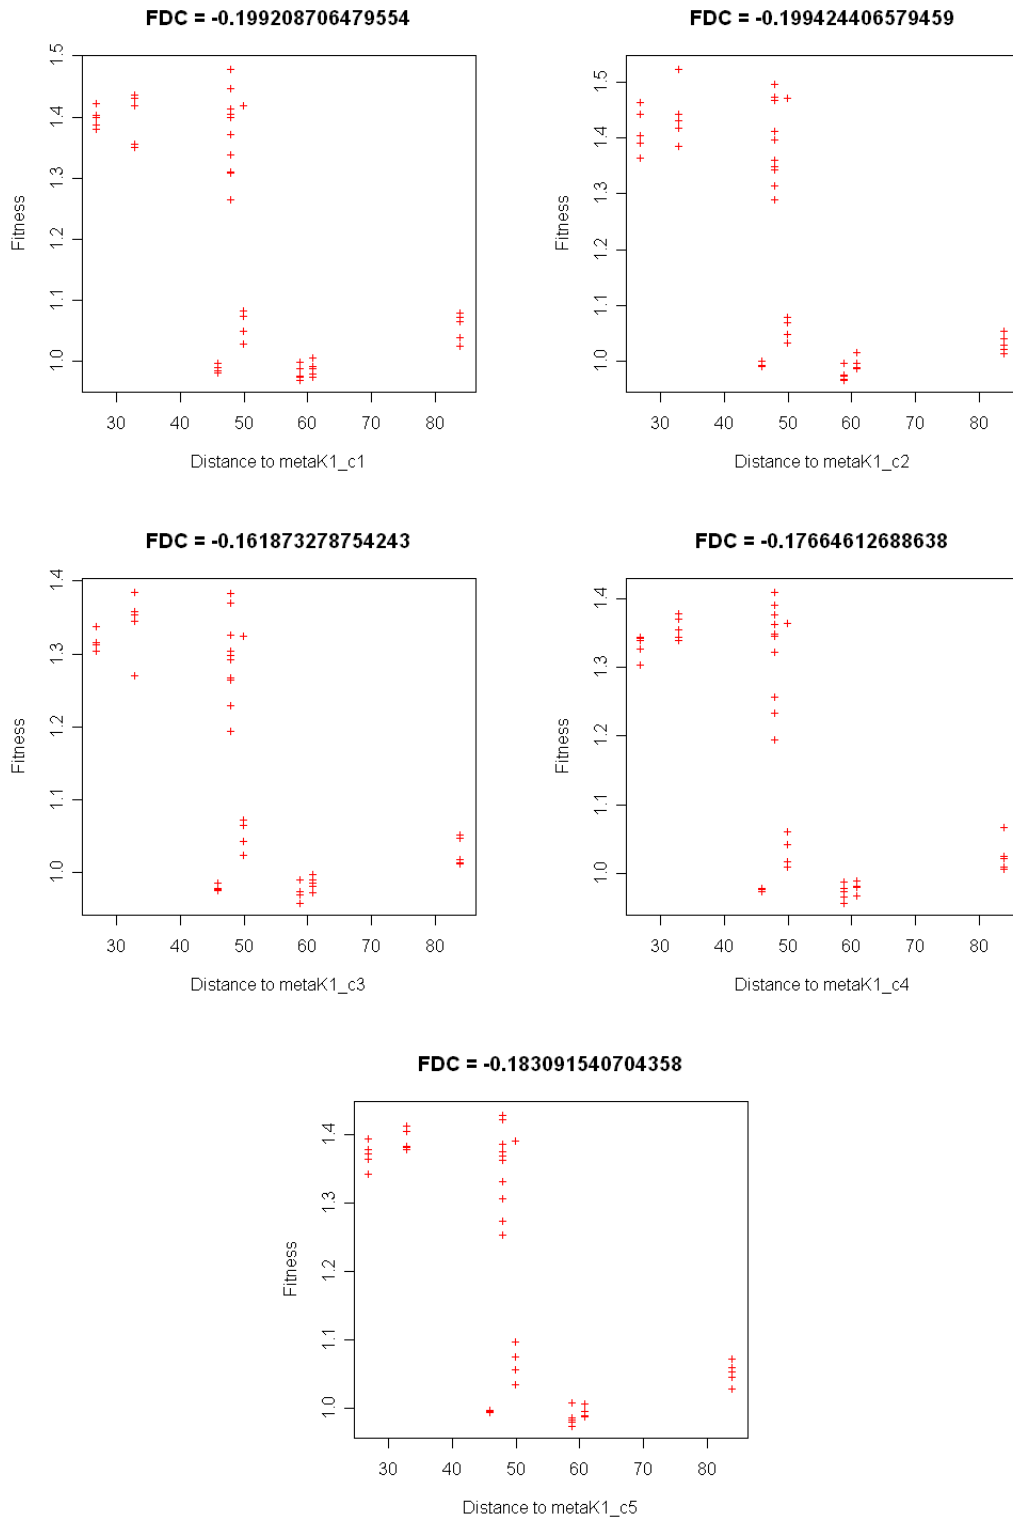 FDC = -0.199208706479554
1.5
1.4
1.3
1.2
1.1
1.0
Fitness
30 40 50 60 70 80
Distance to metaK1_c1
FDC = -0.199424406579459
1.5
1.4
1.3
1.2
1.1
1.0
Fitness
30 40 50 60 70 80
Distance to metaK1_c2
FDC = -0.161873278754243
1.4
1.3
1.2
1.1
1.0
Fitness
30 40 50 60 70 80
Distance to metaK1_c3
FDC = -0.17664612688638
1.4
1.3
1.2
1.1
1.0
Fitness
30 40 50 60 70 80
Distance to metaK1_c4
FDC = -0.183091540704358
1.4
1.3
1.2
1.1
1.0
Fitness
30 40 50 60 70 80
Distance to metaK1_c5